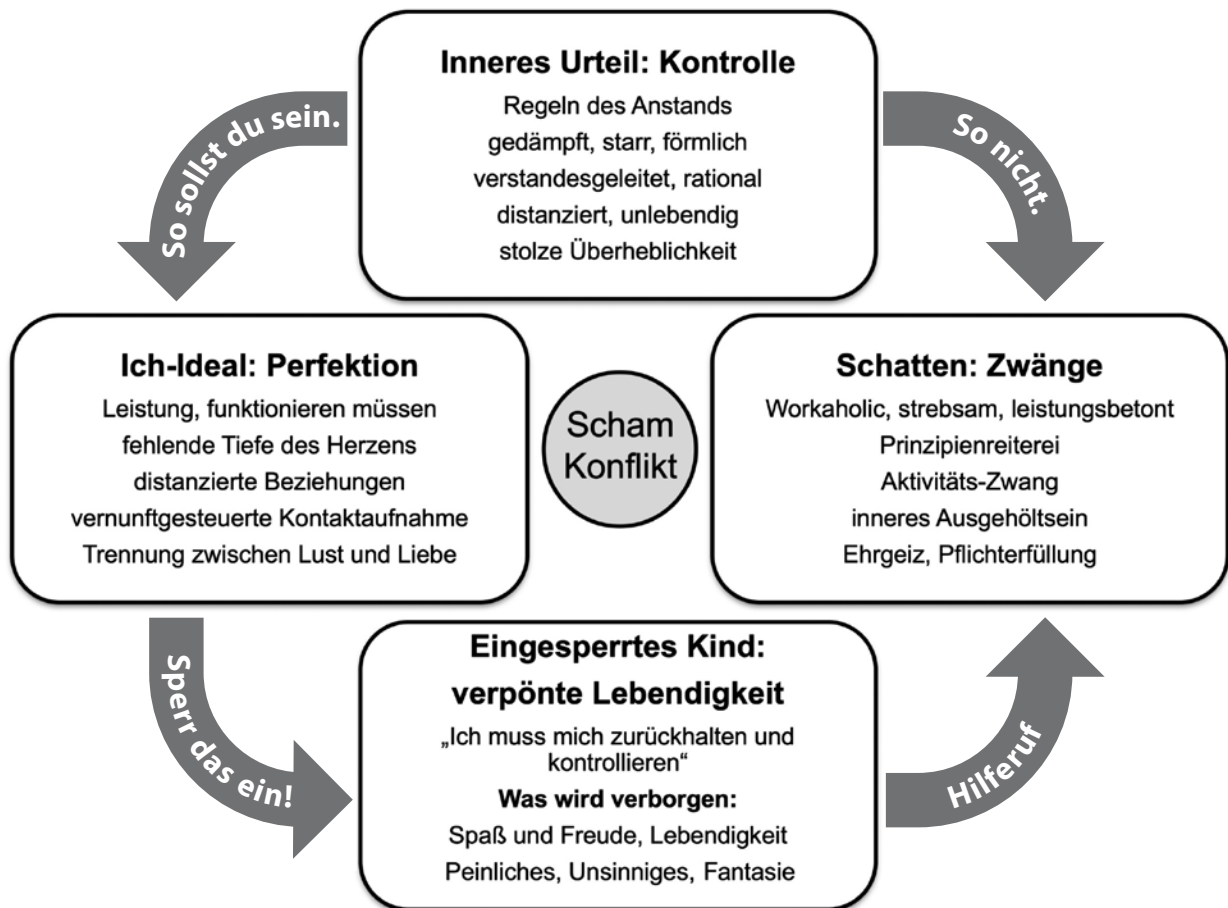 Inneres Urteil: Kontrolle
Regeln des Anstands
gedämpft, starr, förmlich
verstandesgeleitet, rational
distanziert, unlebendig
stolze Überheblichkeit
So sollst du sein.
So nicht.
Ich-Ideal: Perfektion
Leistung, funktionieren müssen
fehlende Tiefe des Herzens
distanzierte Beziehungen
vernunftgesteuerte Kontaktaufnahme
Trennung zwischen Lust und Liebe
Scham
Konflikt
Schatten: Zwänge
Workaholic, strebsam, leistungsbetont
Prinzipienreiterei
Aktivitäts-Zwang
inneres Ausgehöltsein
Ehrgeiz, Pflichterfüllung
Sperr das ein!
Eingesperrtes Kind:
verpönte Lebendigkeit
„Ich muss mich zurückhalten und
kontrollieren“
Was wird verborgen:
Spaß und Freude, Lebendigkeit
Peinliches, Unsinniges, Fantasie
Hilferuf